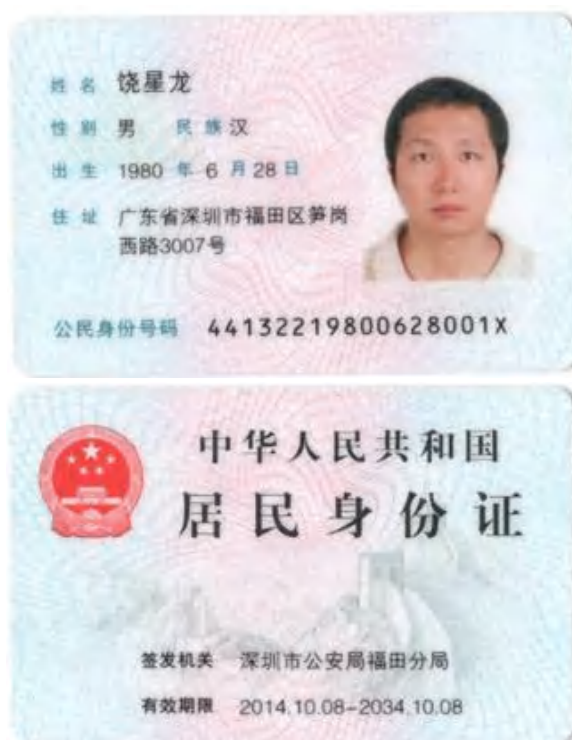 姓名 饶星龙
性别 男 民族 汉
出生 1980 年 6 月 28 日
住址 广东省深圳市福田区笋岗
西路3007号
公民身份号码 44132219800628001X
中华人民共和国
居民身份证
签发机关 深圳市公安局福田分局
有效期限 2014.10.08-2034.10.08